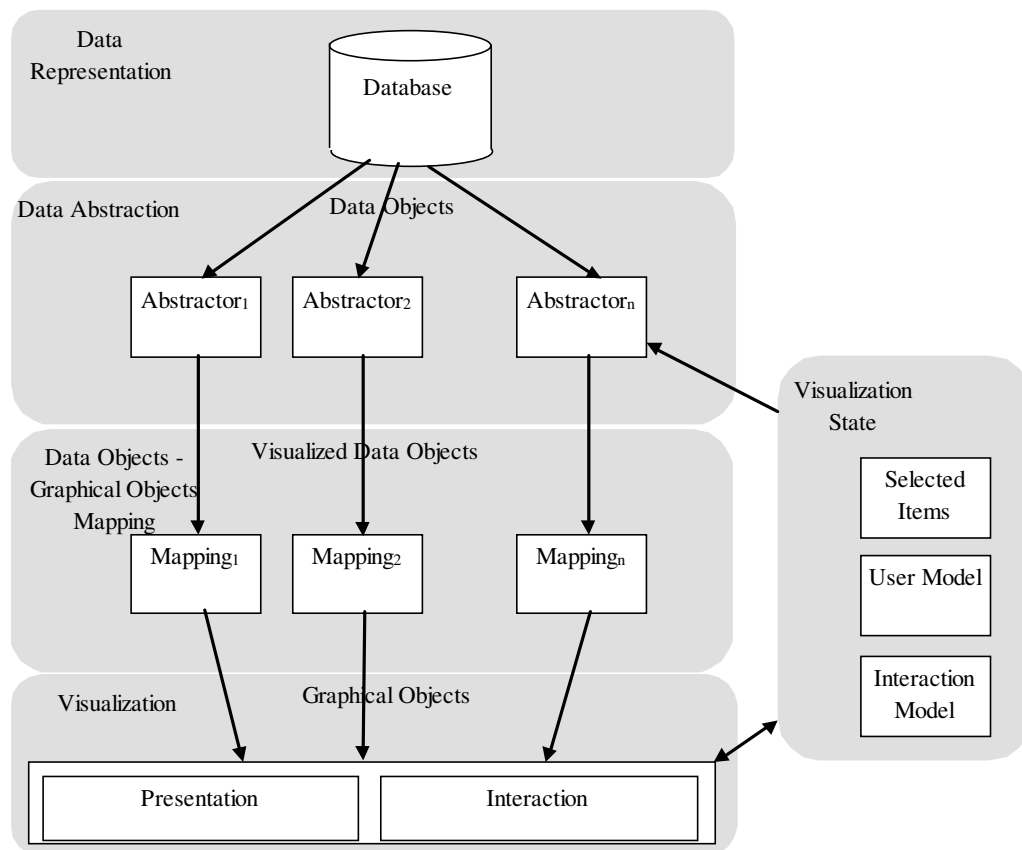 Data
Representation
Database
Data Abstraction
Data Objects
Abstractor₁
Abstractor₂
Abstractorₙ
Visualization
State
Data Objects -
Graphical Objects
Mapping
Visualized Data Objects
Selected
Items
Mapping₁
Mapping₂
Mappingₙ
User Model
Interaction
Model
Visualization
Graphical Objects
Presentation
Interaction